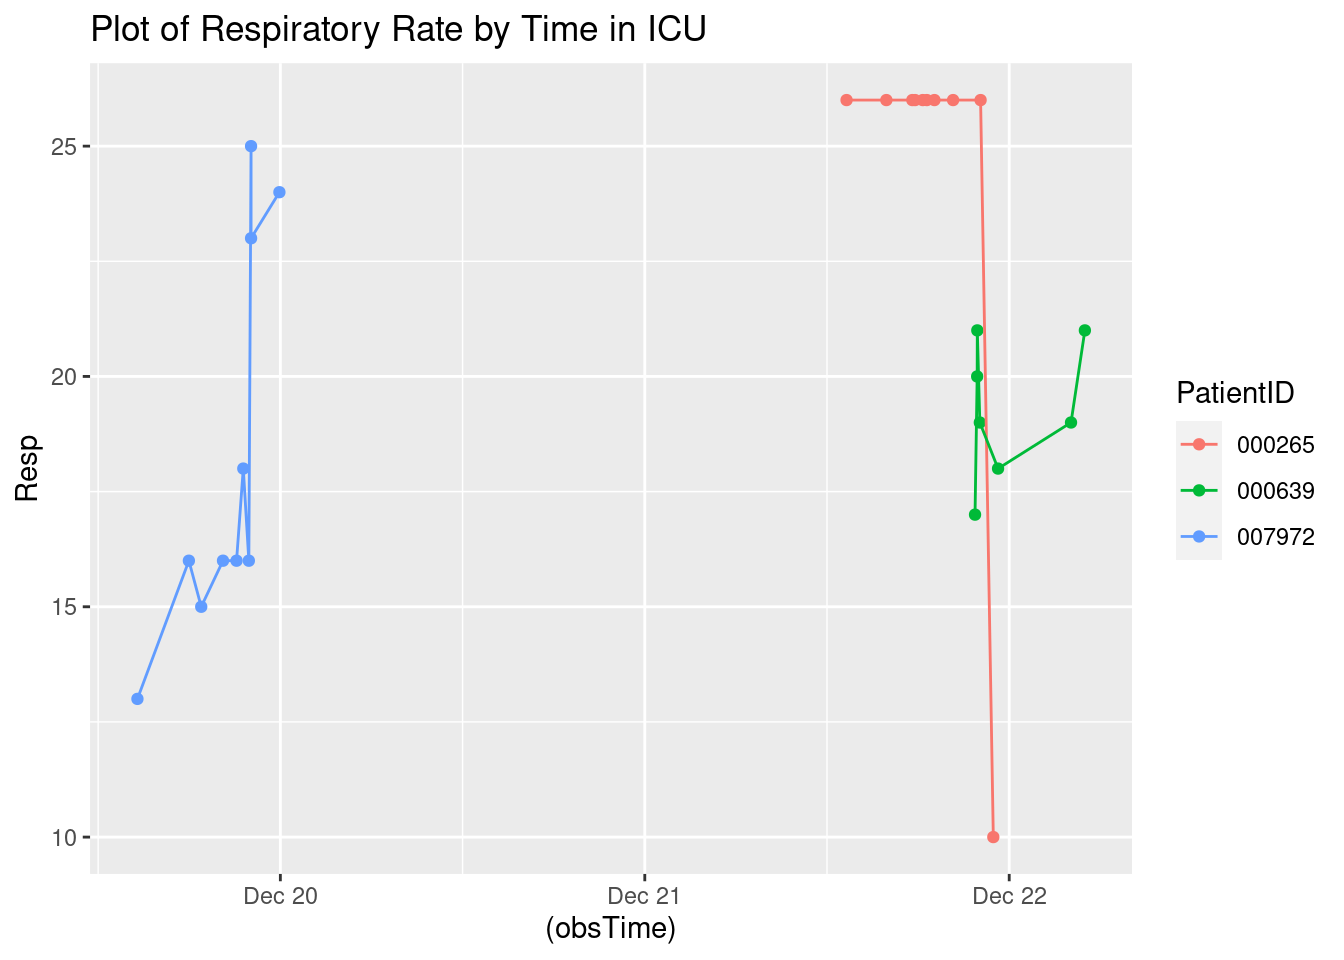 Plot of Respiratory Rate by Time in ICU
25
20
15
10
Resp
Dec 20
Dec 21
Dec 22
(obsTime)
PatientID
000265
000639
007972